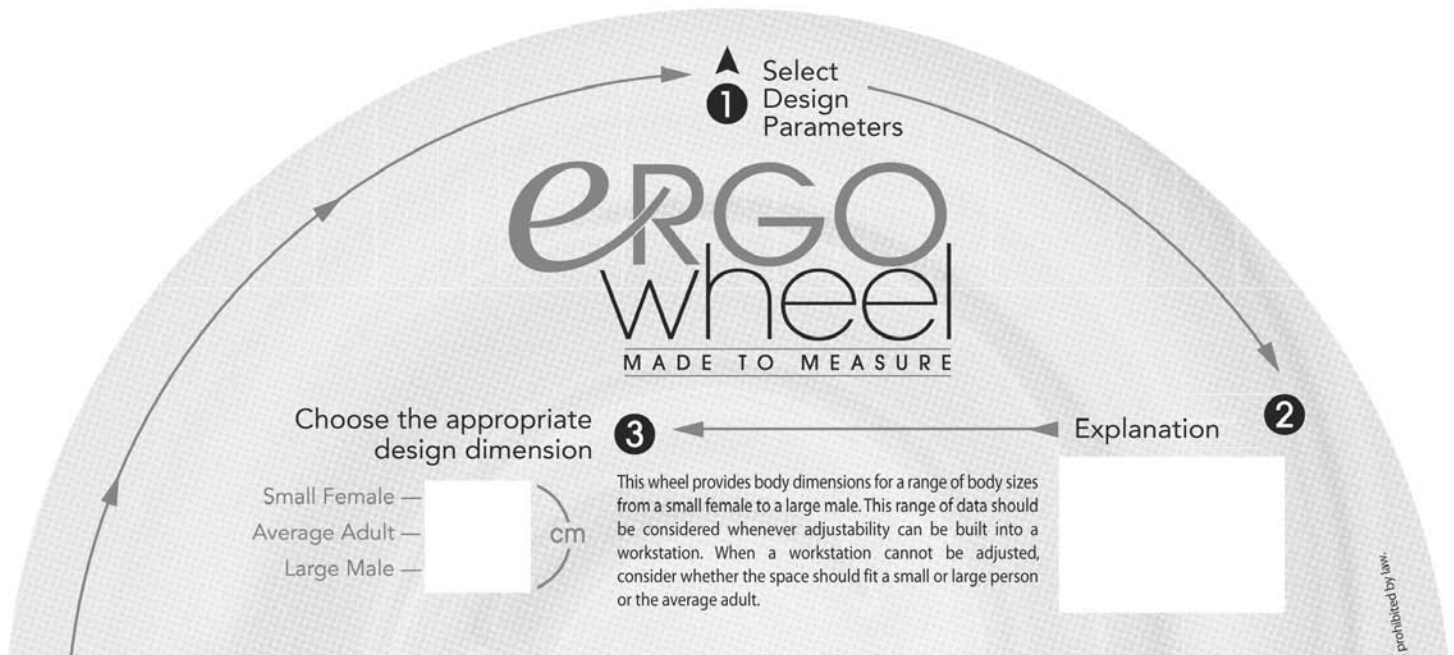 1 Select
Design
Parameters
eRGO
wheel
MADE TO MEASURE
Choose the appropriate
design dimension
3
Explanation
2
Small Female
Average Adult
Large Male
cm
This wheel provides body dimensions for a range of body sizes
from a small female to a large male. This range of data should
be considered whenever adjustability can be built into a
workstation. When a workstation cannot be adjusted,
consider whether the space should fit a small or large person
or the average adult.
prohibited by law.